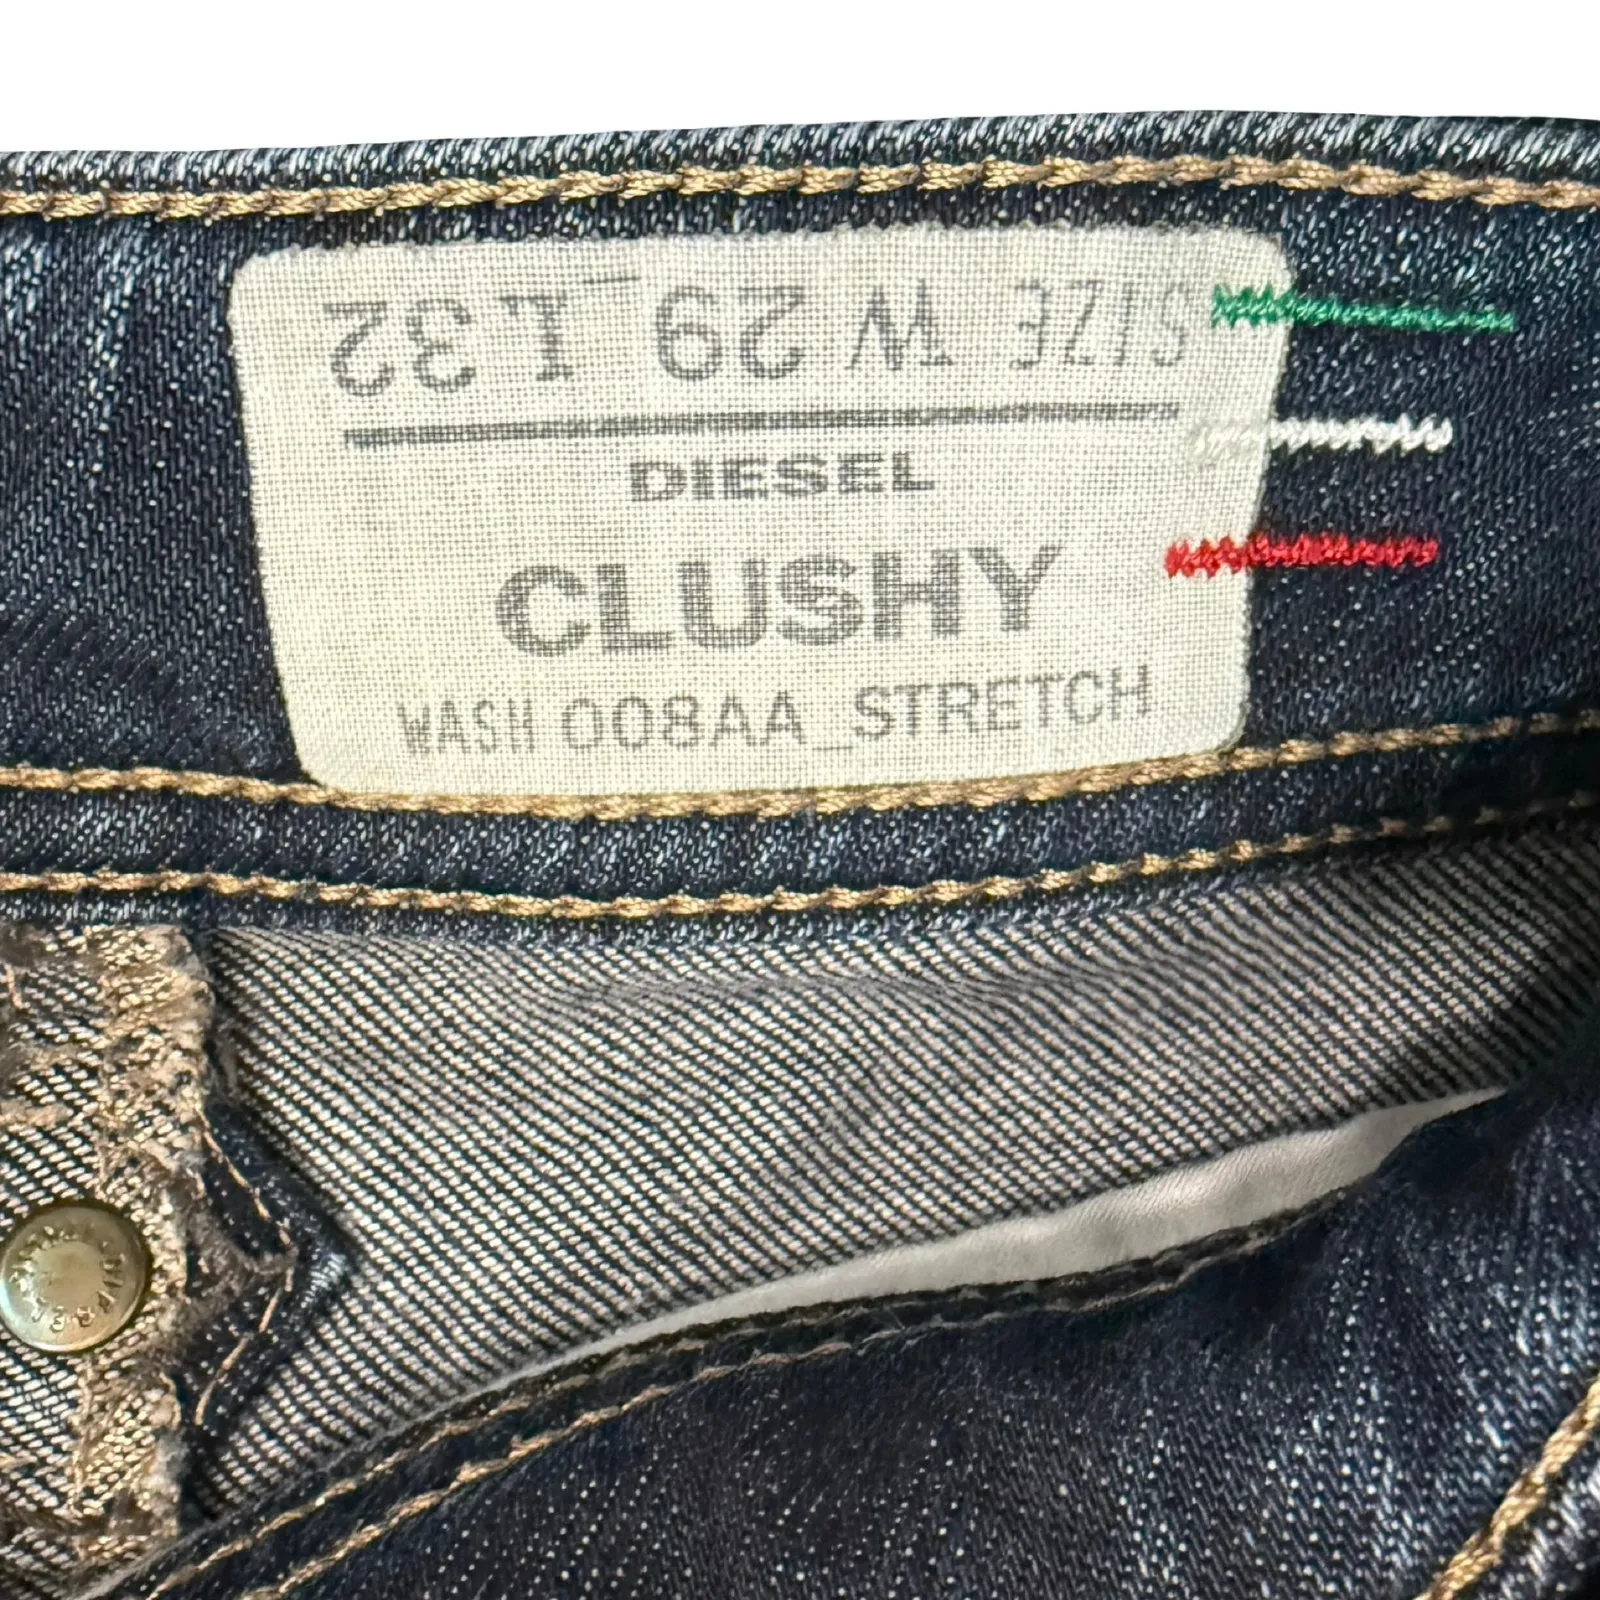 SIZE W 29_L 32
DIESEL
CLUSHY
WASH 008AA_STRETCH